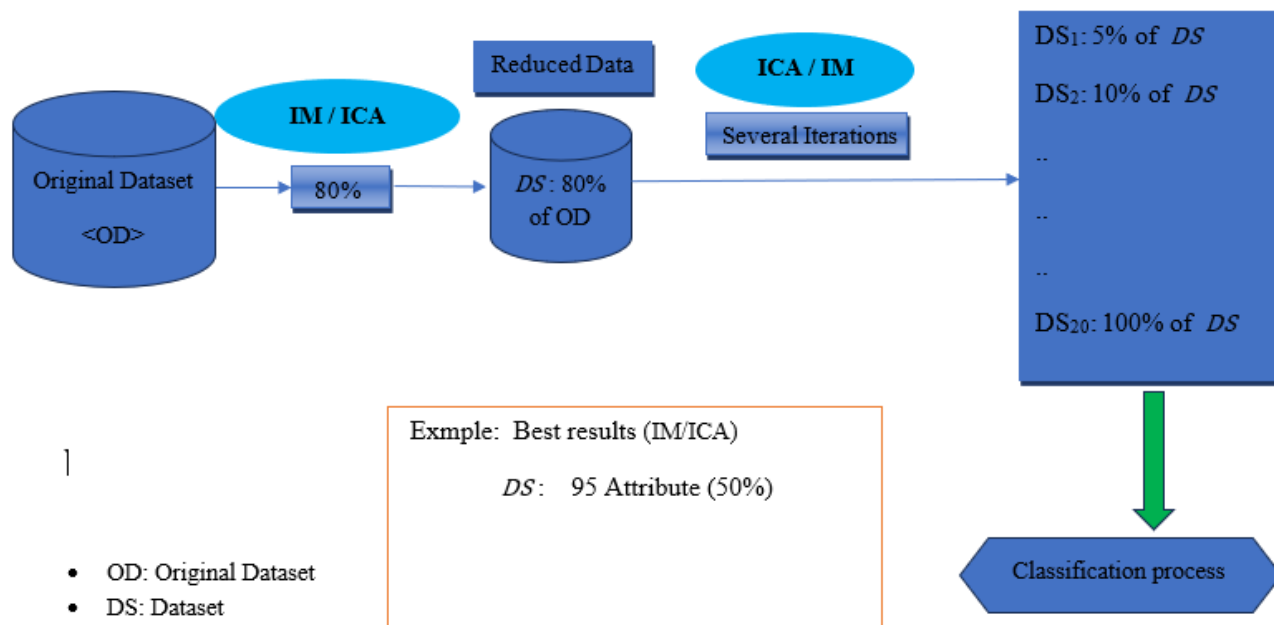 Original Dataset
<OD>
IM / ICA
80%
Reduced Data
DS : 80%
of OD
ICA / IM
Several Iterations
DS₁: 5% of DS
DS₂: 10% of DS
..
..
..
DS₂₀: 100% of DS
Classification process
Exmple: Best results (IM/ICA)
DS : 95 Attribute (50%)
]
• OD: Original Dataset
• DS: Dataset